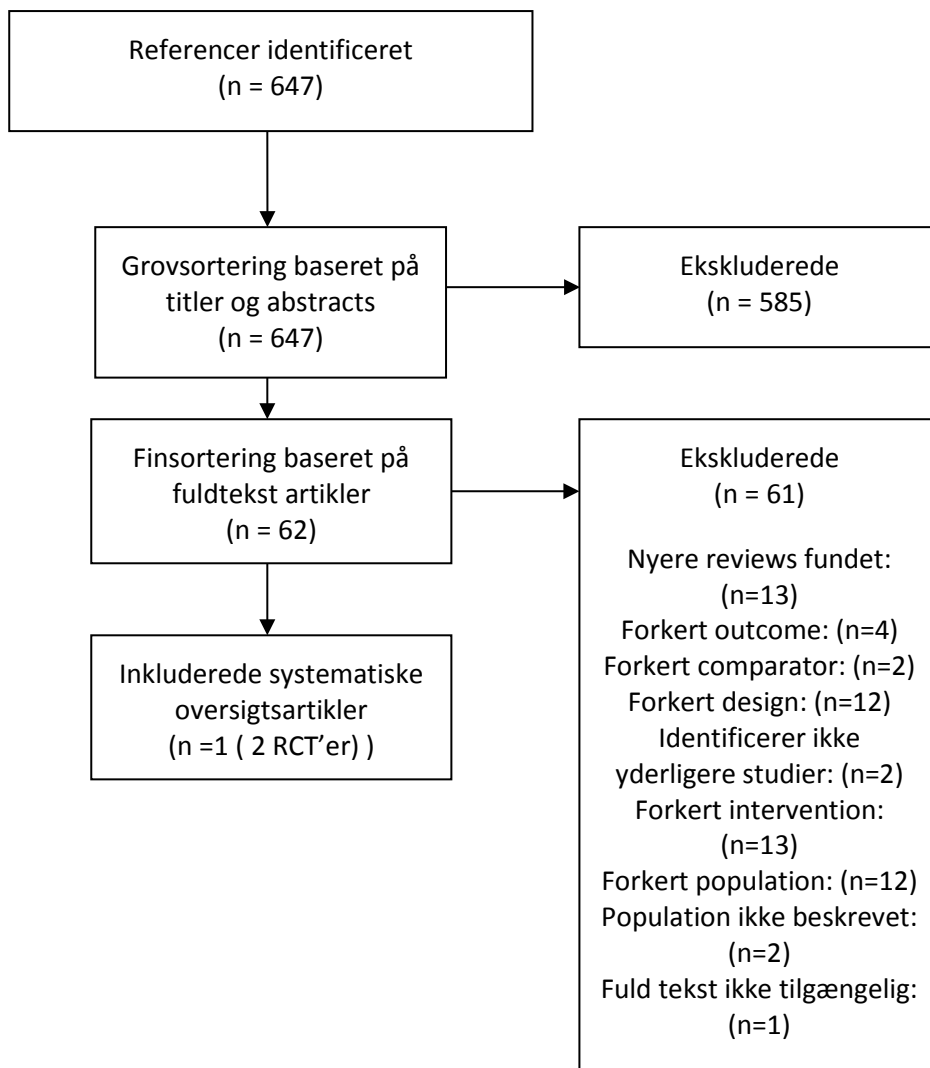 Referencer identificeret
(n = 647)
Grovsortering baseret på
titler og abstracts
(n = 647)
Ekskluderede
(n = 585)
Finsortering baseret på
fuldtekst artikler
(n = 62)
Ekskluderede
(n = 61)
Nyere reviews fundet:
(n=13)
Forkert outcome: (n=4)
Forkert comparator: (n=2)
Forkert design: (n=12)
Identificerer ikke
yderligere studier: (n=2)
Forkert intervention:
(n=13)
Forkert population: (n=12)
Population ikke beskrevet:
(n=2)
Fuld tekst ikke tilgængelig:
(n=1)
Inkluderede systematiske
oversigtsartikler
(n =1 ( 2 RCT’er) )